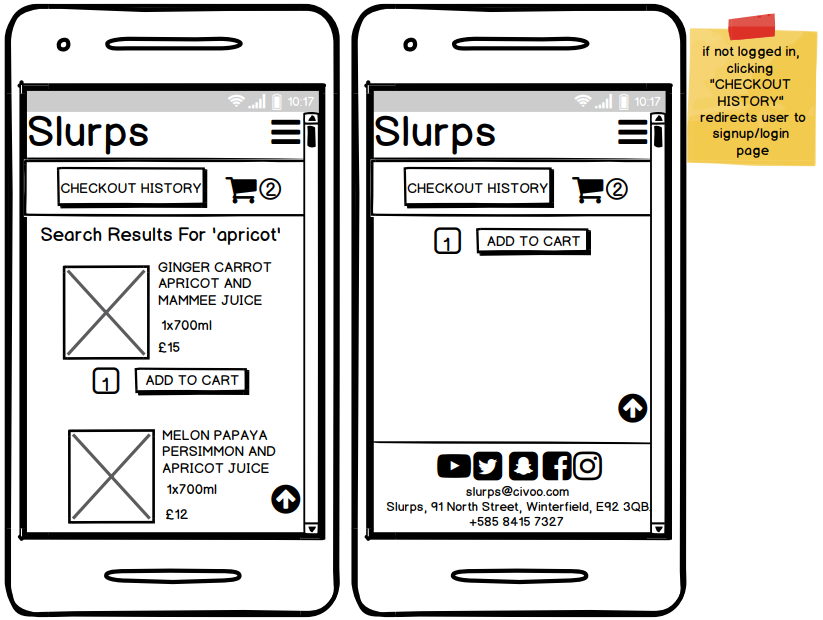 10:17
Slurps
CHECKOUT HISTORY
2
Search Results For 'apricot'
GINGER CARROT
APRICOT AND
MAMMEE JUICE
1x700ml
£15
1
ADD TO CART
MELON PAPAYA
PERSIMMON AND
APRICOT JUICE
1x700ml
£12
10:17
Slurps
CHECKOUT HISTORY
2
1
ADD TO CART
slurps@civoo.com
Slurps, 91 North Street, Winterfield, E92 3QB.
+585 8415 7327
if not logged in,
clicking
"CHECKOUT
HISTORY"
redirects user to
signup/login
page